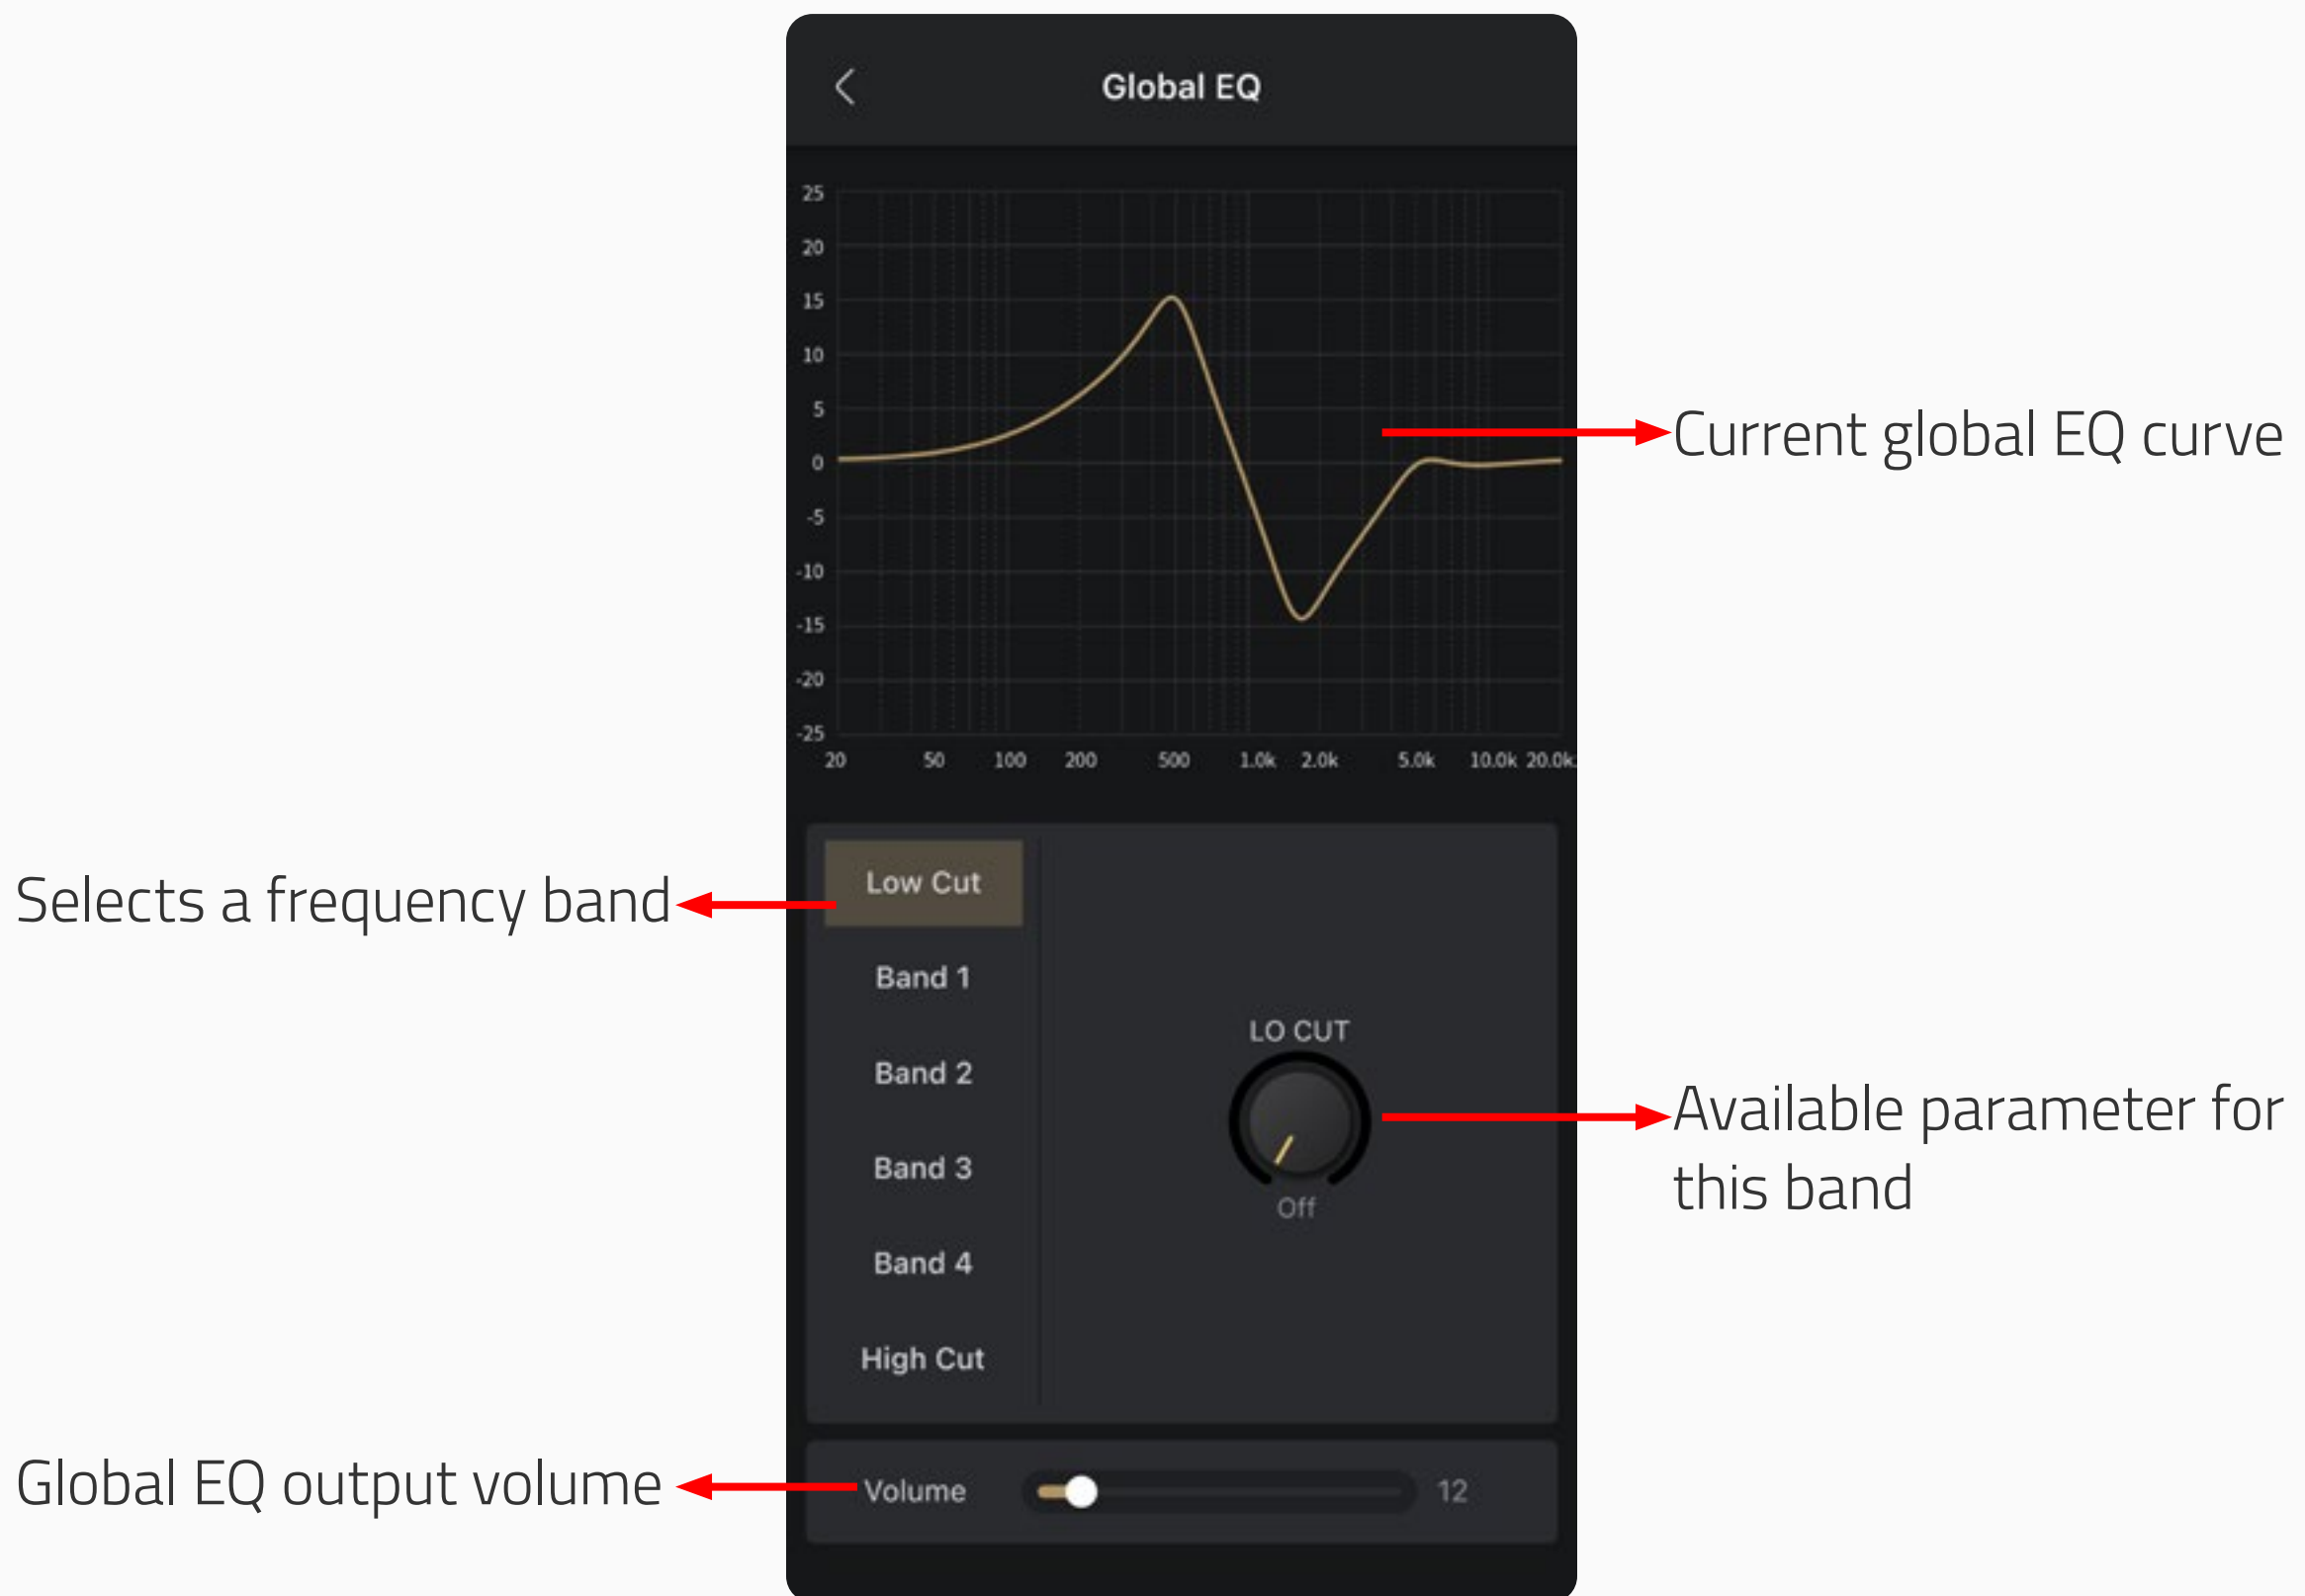 Global EQ
25
20
15
10
5
0
-5
-10
-15
-20
-25
20 50 100 200 500 1.0k 2.0k 5.0k 10.0k 20.0k
Current global EQ curve
Selects a frequency band
Low Cut
Band 1
Band 2
Band 3
Band 4
High Cut
LO CUT
Off
Available parameter for
this band
Global EQ output volume
Volume 12